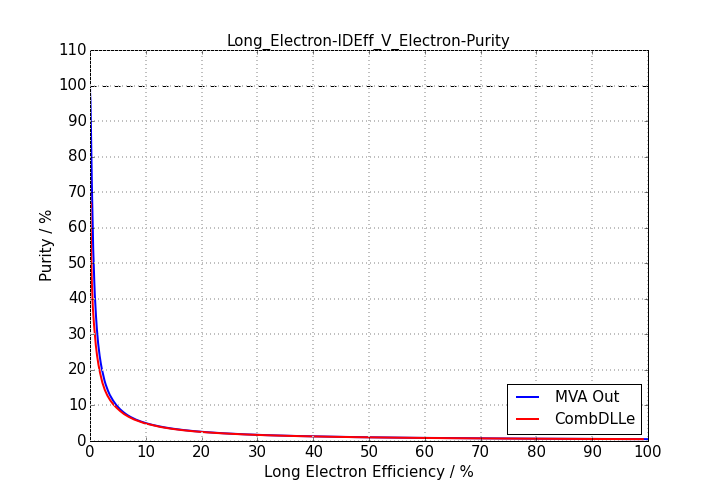 Long_Electron-IDEff_V_Electron-Purity
110
100
90
80
70
60
50
40
30
20
10
0
Purity / %
MVA Out
CombDLLe
0 10 20 30 40 50 60 70 80 90 100
Long Electron Efficiency / %